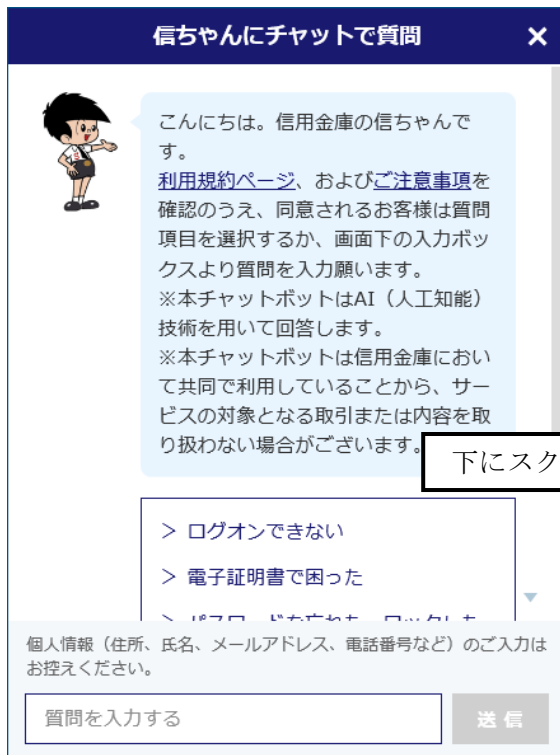 信ちゃんにチャットで質問 ×
こんにちは。信用金庫の信ちゃんで
す。
利用規約ページ、およびご注意事項を
確認のうえ、同意されるお客様は質問
項目を選択するか、画面下の入力ボッ
クスより質問を入力願います。
※本チャットボットはAI（人工知能）
技術を用いて回答します。
※本チャットボットは信用金庫におい
て共同で利用していることから、サー
ビスの対象となる取引または内容を取
り扱わない場合がございます。
下にスク
＞ ログオンできない
＞ 電子証明書で困った
個人情報（住所、氏名、メールアドレス、電話番号など）のご入力は
お控えください。
質問を入力する
送信